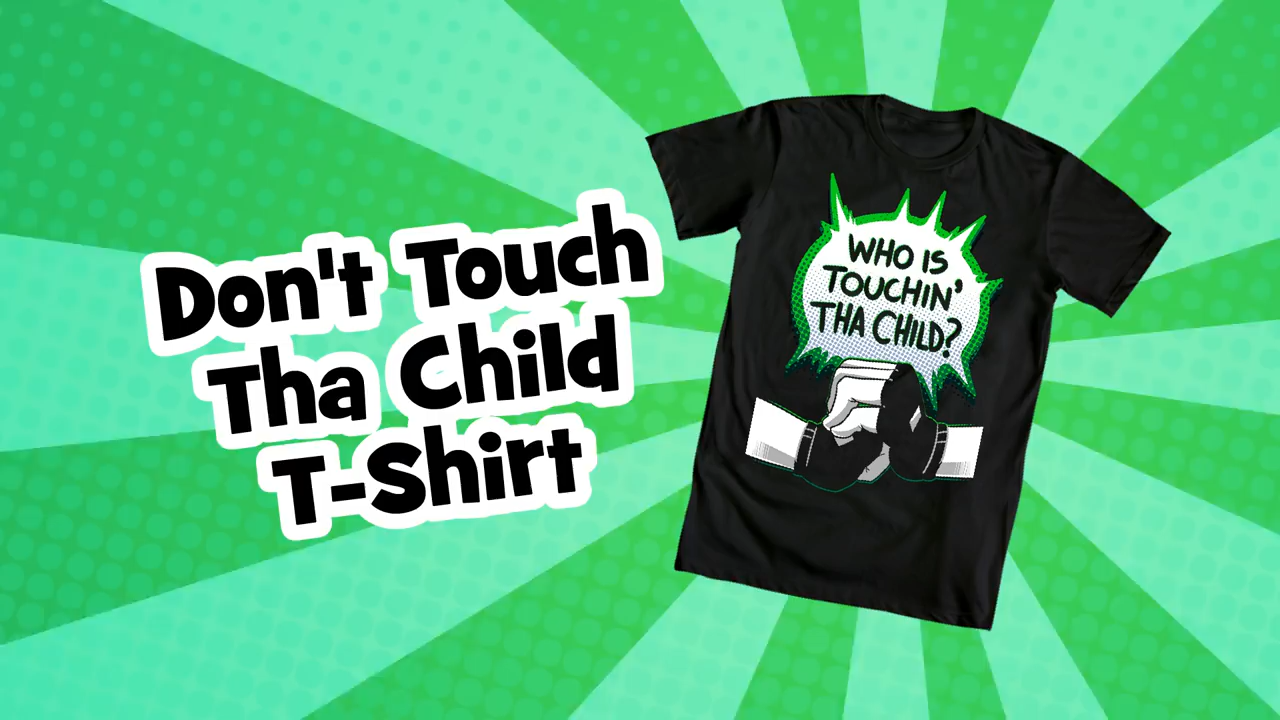 Don't Touch
Tha Child
T-Shirt
WHO IS
TOUCHIN'
THA CHILD?